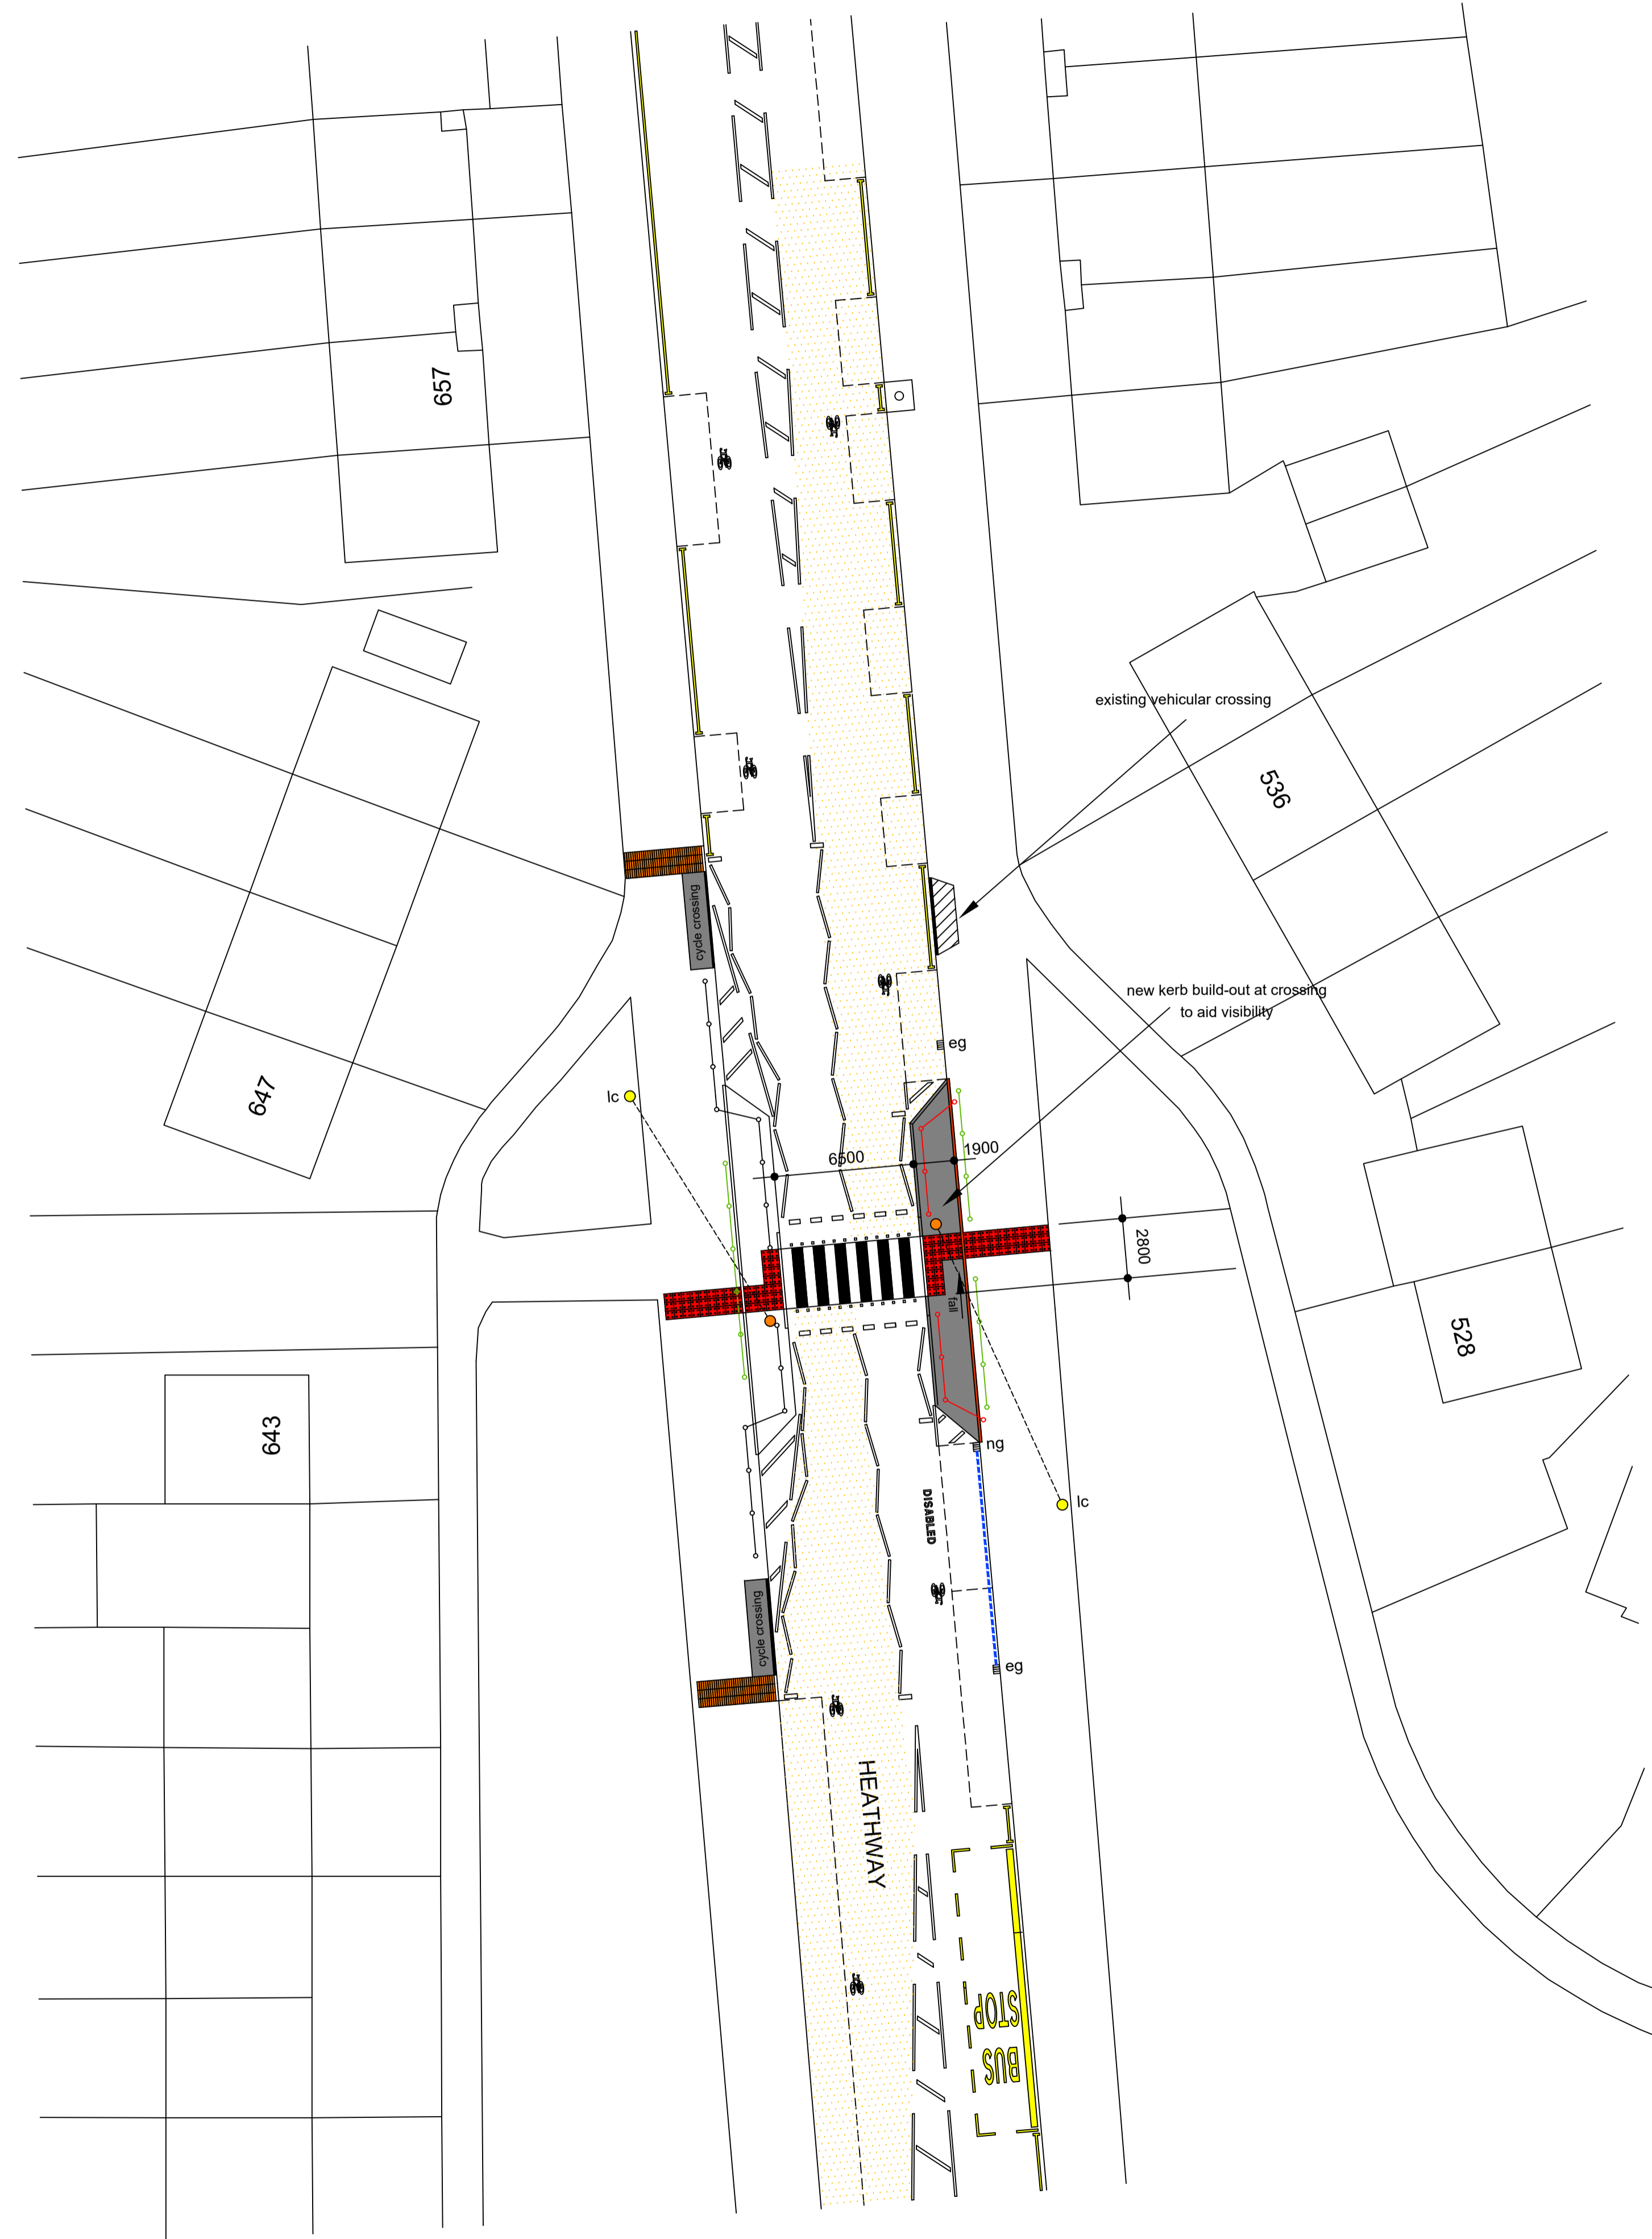 657
536
existing vehicular crossing
cycle crossing
new kerb build-out at crossing
to aid visibility
eg
lc
647
6500
1900
2800
fall
528
643
ng
lc
DISABLED
cycle crossing
eg
HEATHWAY
BUS
STOP